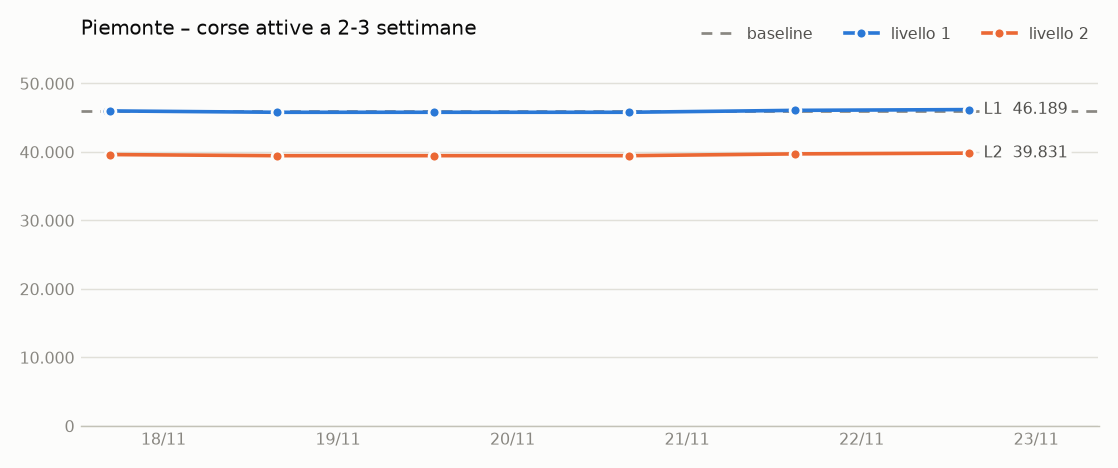 Piemonte – corse attive a 2-3 settimane
baseline livello 1 livello 2
50.000
L1 46.189
40.000
L2 39.831
30.000
20.000
10.000
0
18/11 19/11 20/11 21/11 22/11 23/11